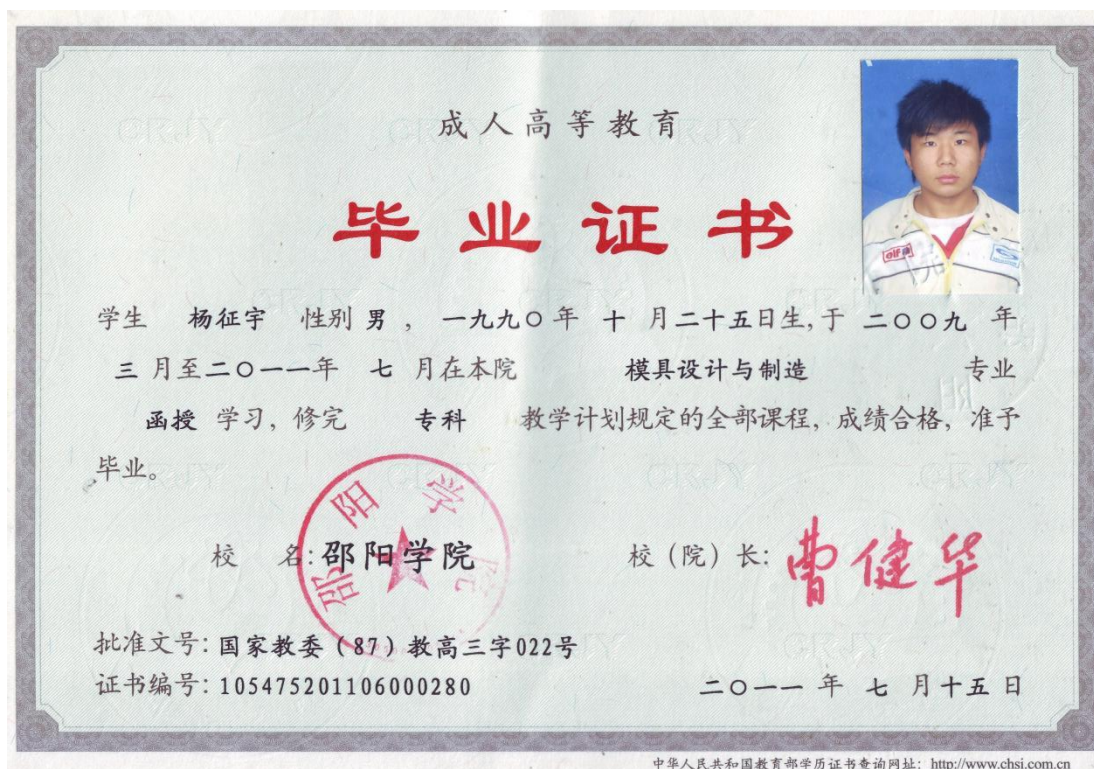 成人高等教育
毕业证书
学生 杨征宇 性别 男 ， 一九九〇 年 十 月二十五日生, 于 二〇〇九 年
三 月至二〇一一年 七 月在本院 模具设计与制造 专业
函授 学习，修完 专科 教学计划规定的全部课程，成绩合格，准予
毕业。
校 名: 邵阳学院
邵阳学院
校（院）长: 曹健华
批准文号: 国家教委（87）教高三字022号
证书编号: 105475201106000280
二〇一一 年 七 月十五日
中华人民共和国教育部学历证书查询网址: http://www.chsi.com.cn
elf